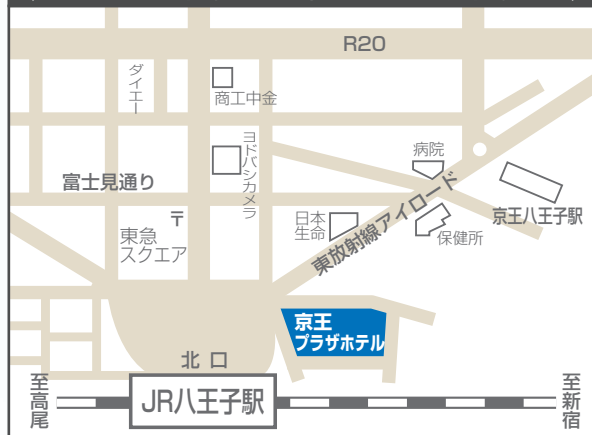 R20
ダイエー
商工中金
ヨドバシカメラ
病院
富士見通り
〒
東急
スクエア
日本
生命
東放射線アイロード
保健所
京王八王子駅
京王
プラザホテル
北口
至高尾
JR八王子駅
至新宿